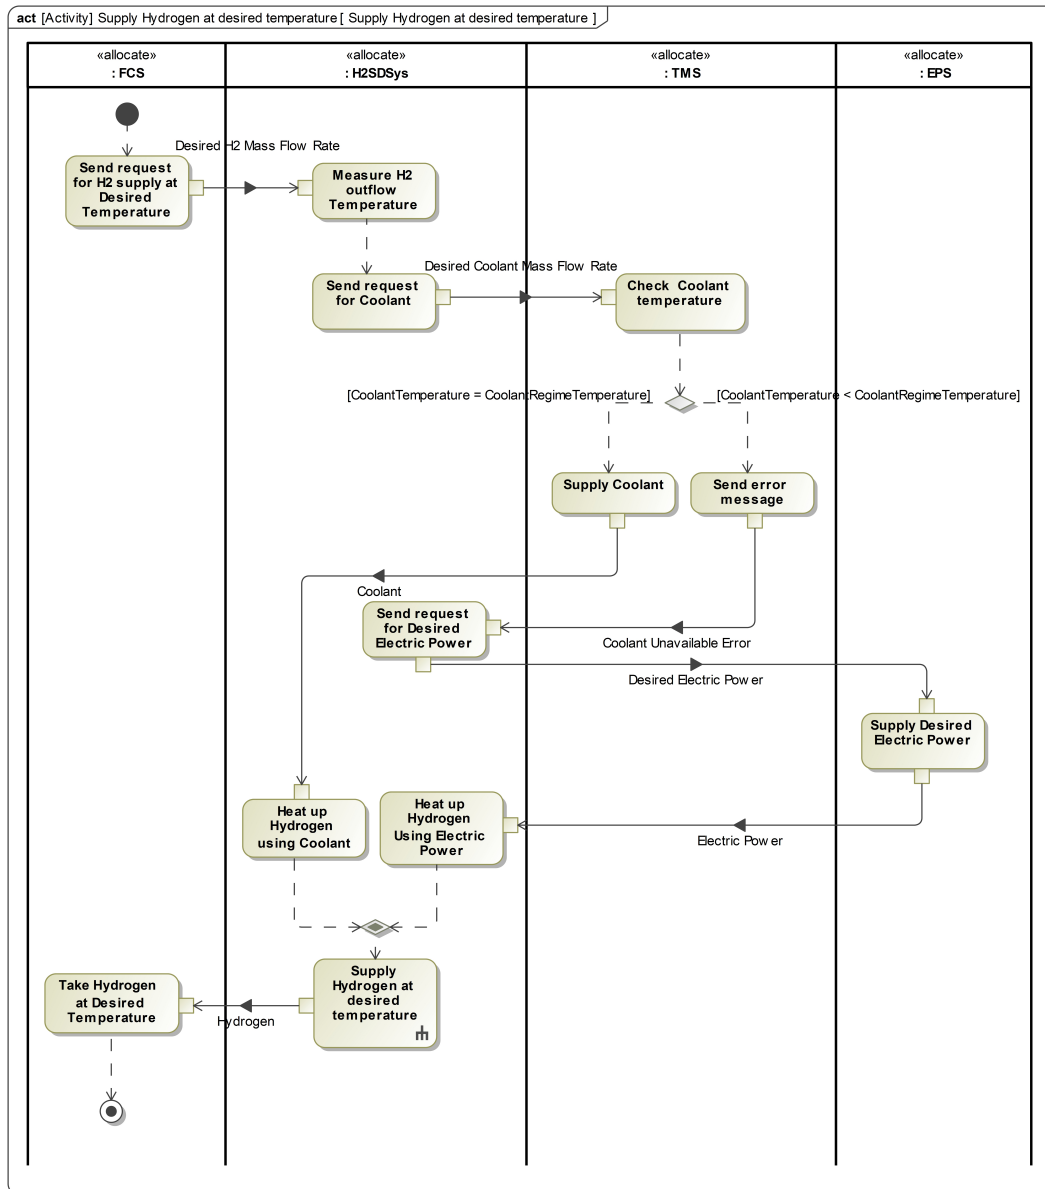 act [Activity] Supply Hydrogen at desired temperature [ Supply Hydrogen at desired temperature ]
«allocate»
: FCS
«allocate»
: H2SDSys
«allocate»
: TMS
«allocate»
: EPS
Desired H2 Mass Flow Rate
Send request
for H2 supply at
Desired
Temperature
Measure H2
outflow
Temperature
Desired Coolant Mass Flow Rate
Send request
for Coolant
Check Coolant
temperature
[CoolantTemperature = CoolantRegimeTemperature]
[CoolantTemperature < CoolantRegimeTemperature]
Supply Coolant
Send error
message
Coolant
Send request
for Desired
Electric Power
Coolant Unavailable Error
Desired Electric Power
Supply Desired
Electric Power
Heat up
Hydrogen
using Coolant
Heat up
Hydrogen
Using Electric
Power
Electric Power
Supply
Hydrogen at
desired
temperature
Take Hydrogen
at Desired
Temperature
Hydrogen